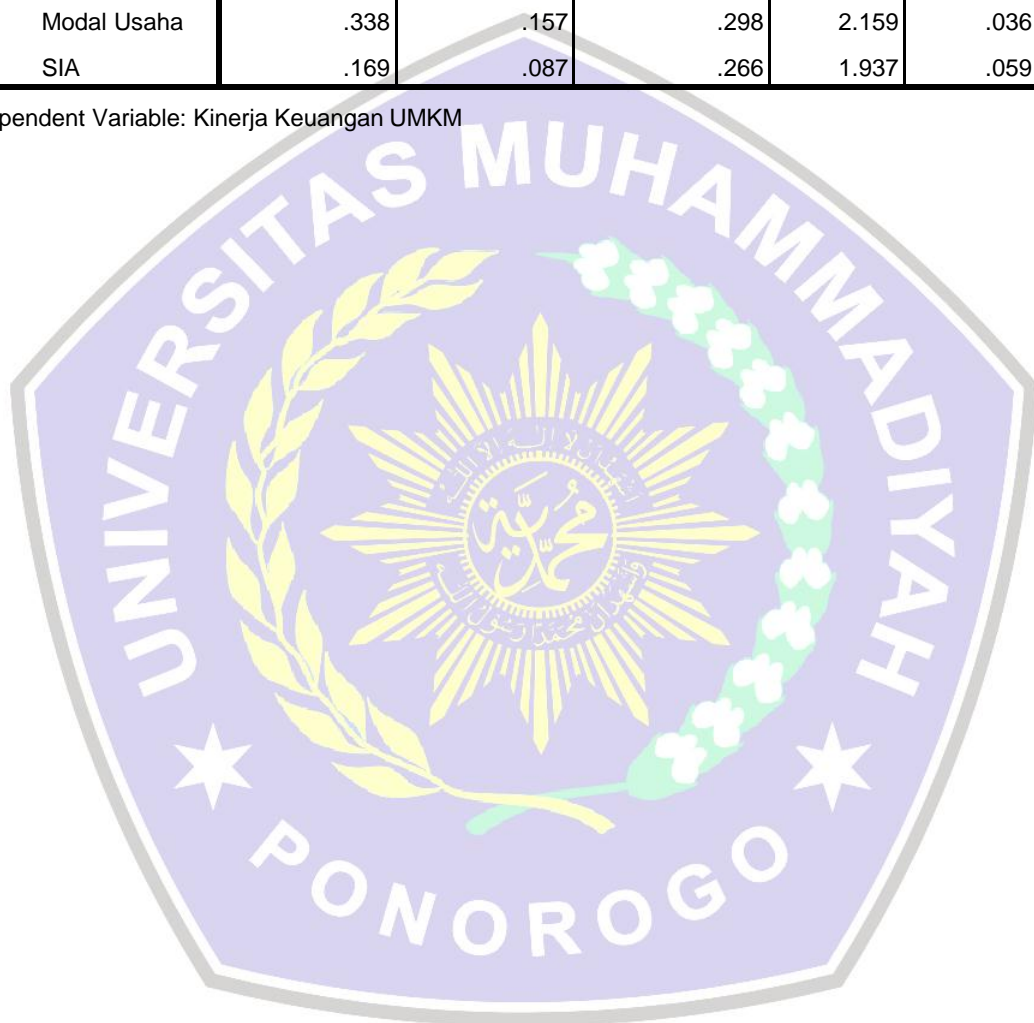 Modal Usaha .338 .157 .298 2.159 .036
SIA .169 .087 .266 1.937 .059
pendent Variable: Kinerja Keuangan UMKM
UNIVERSITAS MUHAMMADIYAH
محمدية
PONOROGO